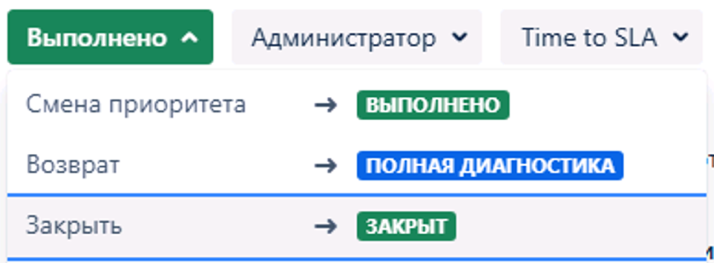 Выполнено Администратор Time to SLA
Смена приоритета → ВЫПОЛНЕНО
Возврат → ПОЛНАЯ ДИАГНОСТИКА
Закрыть → ЗАКРЫТ